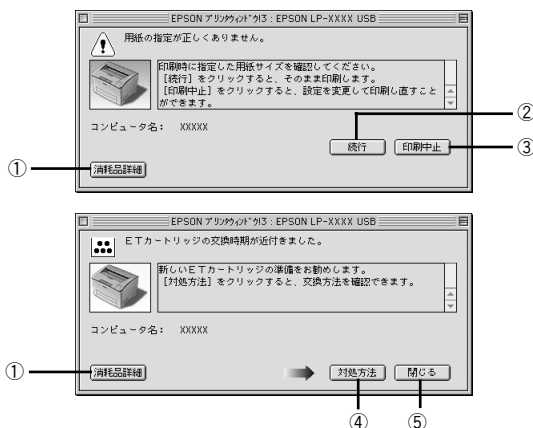 EPSON プリンタウィンドウ!3 : EPSON LP-XXXX USB
用紙の指定が正しくありません。
印刷時に指定した用紙サイズを確認してください。
[続行] をクリックすると、そのまま印刷します。
[印刷中止] をクリックすると、設定を変更して印刷し直すこと
ができます。
②
コンピュータ名: XXXXX
続行 印刷中止 ③
① 消耗品詳細
EPSON プリンタウィンドウ!3 : EPSON LP-XXXX USB
ETカートリッジの交換時期が近付きました。
新しいETカートリッジの準備をお勧めします。
[対処方法] をクリックすると、交換方法を確認できます。
コンピュータ名: XXXXX
① 消耗品詳細 対処方法 閉じる
④ ⑤